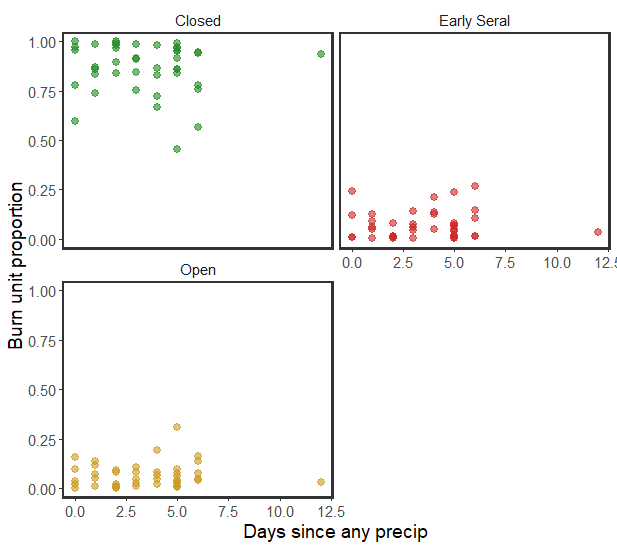 Closed
Early Seral
1.00
0.75
0.50
0.25
0.00
0.0 2.5 5.0 7.5 10.0 12.5
Open
1.00
0.75
0.50
0.25
0.00
0.0 2.5 5.0 7.5 10.0 12.5
Burn unit proportion
Days since any precip